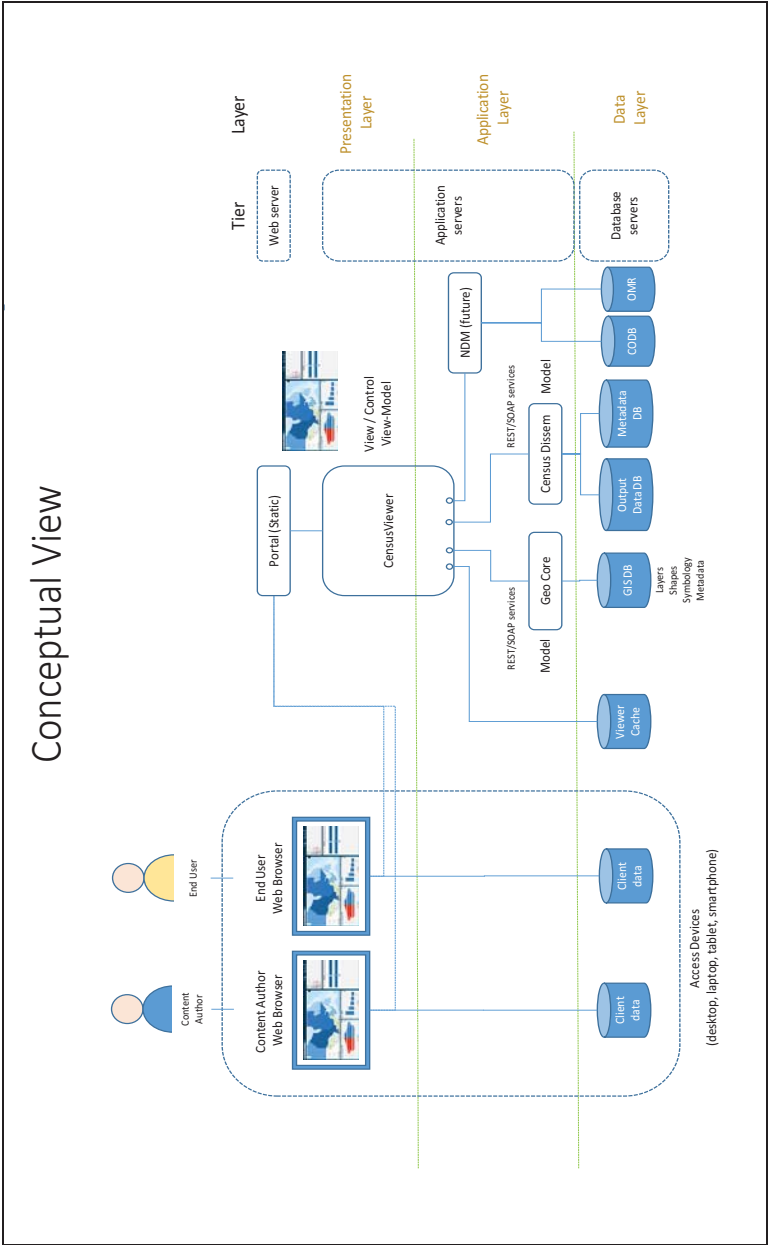 Conceptual View
Content
Author
End User
Tier
Layer
Content Author
Web Browser
End User
Web Browser
Portal (Static)
Web server
CensusViewer
View / Control
View-Model
Presentation
Layer
REST/SOAP services
REST/SOAP services
Model
Geo Core
Census Dissem
Model
NDM (future)
Application
servers
Application
Layer
Client
data
Client
data
Viewer
Cache
GIS DB
Output
Data DB
Metadata
DB
CODB
OMR
Database
servers
Data
Layer
Layers
Shapes
Symbology
Metadata
Access Devices
(desktop, laptop, tablet, smartphone)